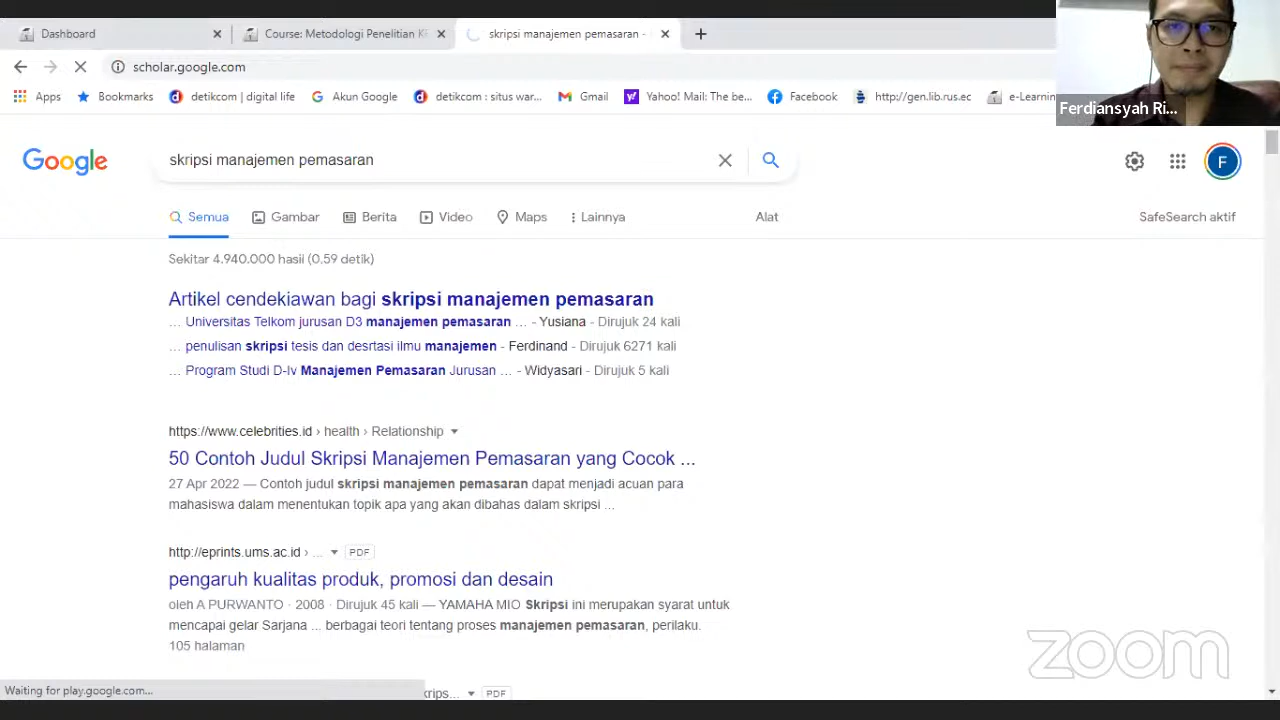 Dashboard
Course: Metodologi Penelitian K
skripsi manajemen pemasaran -
scholar.google.com
Apps
Bookmarks
detikcom | digital life
Akun Google
detikcom : situs war...
Gmail
Yahoo! Mail: The be...
Facebook
http://gen.lib.rus.ec
e-Learnin
Ferdiansyah Ri...
Google
skripsi manajemen pemasaran
F
Semua
Gambar
Berita
Video
Maps
Lainnya
Alat
SafeSearch aktif
Sekitar 4.940.000 hasil (0.59 detik)
Artikel cendekiawan bagi skripsi manajemen pemasaran
... Universitas Telkom jurusan D3 manajemen pemasaran ... - Yusiana - Dirujuk 24 kali
... penulisan skripsi tesis dan desrtasi ilmu manajemen - Ferdinand - Dirujuk 6271 kali
... Program Studi D-Iv Manajemen Pemasaran Jurusan ... - Widyasari - Dirujuk 5 kali
https://www.celebrities.id › health › Relationship
50 Contoh Judul Skripsi Manajemen Pemasaran yang Cocok ...
27 Apr 2022 — Contoh judul skripsi manajemen pemasaran dapat menjadi acuan para
mahasiswa dalam menentukan topik apa yang akan dibahas dalam skripsi ...
http://eprints.ums.ac.id › ... PDF
pengaruh kualitas produk, promosi dan desain
oleh A PURWANTO · 2008 · Dirujuk 45 kali — YAMAHA MIO Skripsi ini merupakan syarat untuk
mencapai gelar Sarjana ... berbagai teori tentang proses manajemen pemasaran, perilaku.
105 halaman
zoom
Waiting for play.google.com...
krips... PDF